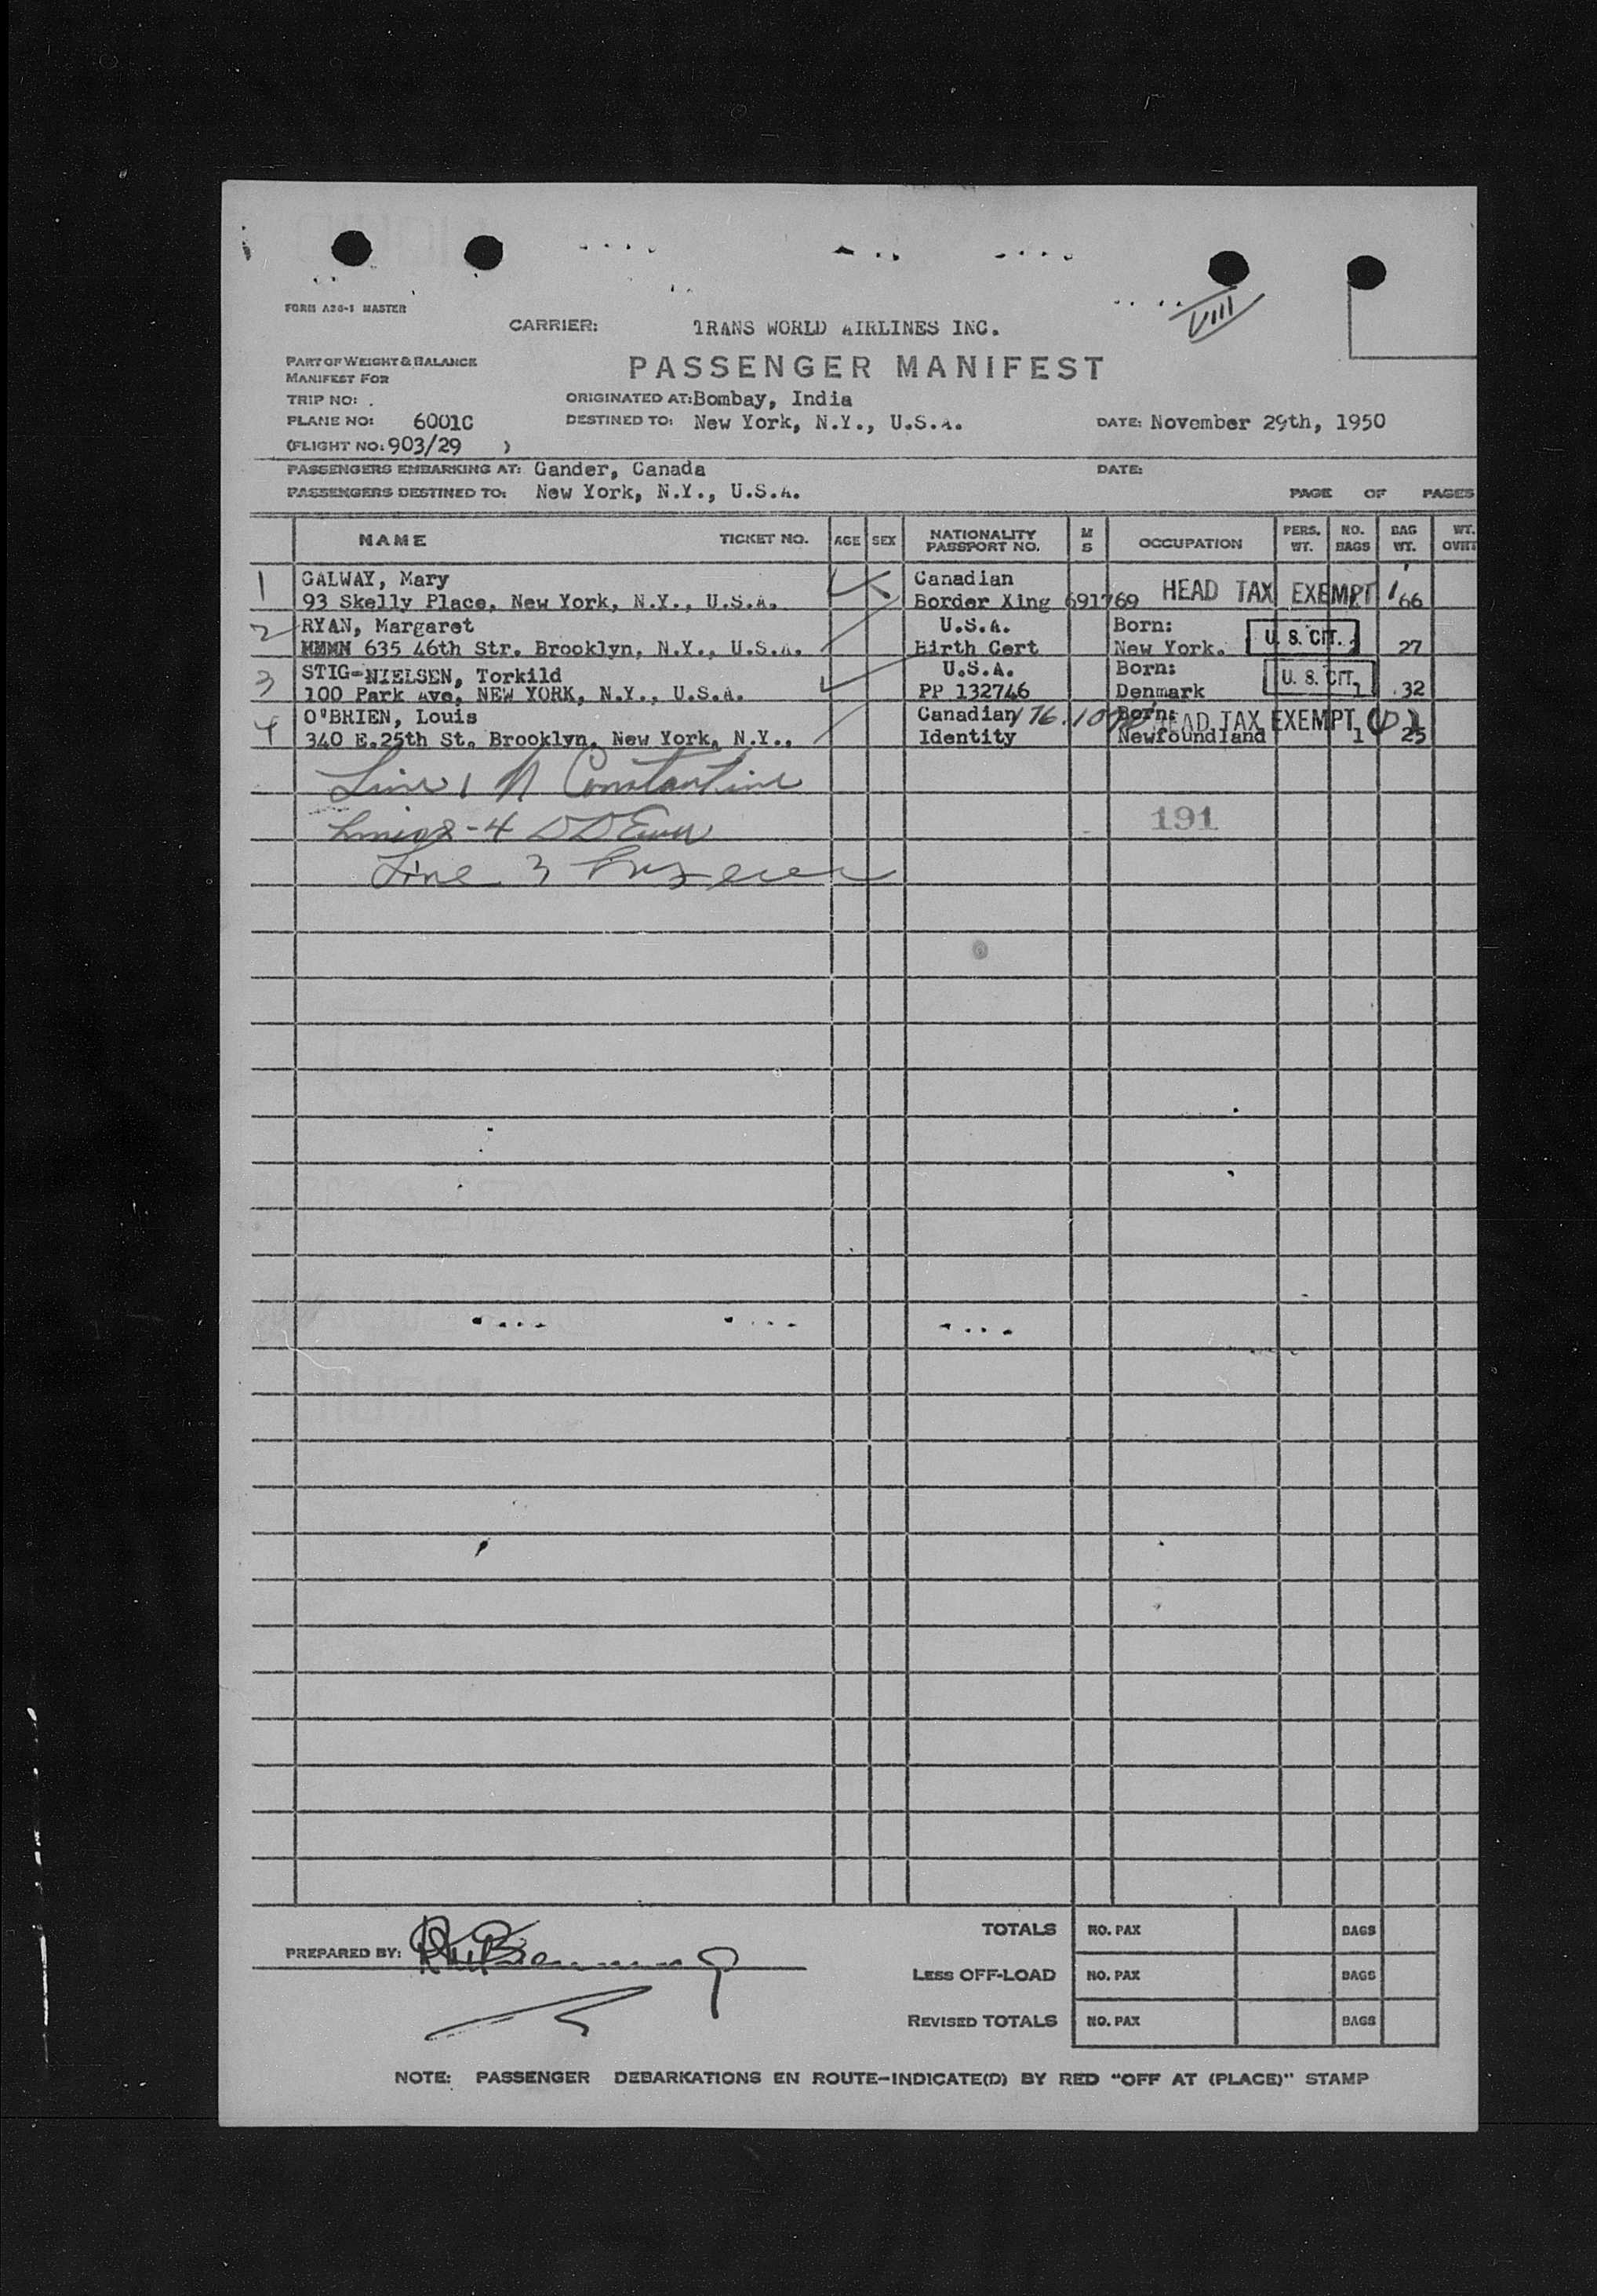 VIII
FORM A26-1 MASTER
CARRIER: TRANS WORLD AIRLINES INC.
PART OF WEIGHT & BALANCE
MANIFEST FOR
PASSENGER MANIFEST
TRIP NO: .
ORIGINATED AT: Bombay, India
PLANE NO: 6001C
DESTINED TO: New York, N.Y., U.S.A.
DATE: November 29th, 1950
(FLIGHT NO: 903/29 )
PASSENGERS EMBARKING AT: Gander, Canada
DATE:
PASSENGERS DESTINED TO: New York, N.Y., U.S.A.
PAGE OF PAGES
NAME TICKET NO. AGE SEX NATIONALITY PASSPORT NO. M S OCCUPATION PERS. WT. NO. BAGS BAG WT. WT.
1 GALWAY, Mary Canadian HEAD TAX EXEMPT
93 Skelly Place, New York, N.Y., U.S.A. Border Xing 691769 66
2 RYAN, Margaret U.S.A. Born: U. S. CIT.
635 46th Str. Brooklyn, N.Y., U.S.A. Birth Cert New York. 27
3 STIG-NIELSEN, Torkild U.S.A. Born: U. S. CIT.
100 Park Ave, NEW YORK, N.Y., U.S.A. PP 132746 Denmark 1 32
4 O'BRIEN, Louis Canadian Born: HEAD TAX EXEMPT
340 E.25th St. Brooklyn, New York, N.Y., Identity Newfoundland 1 25
Line 1 N Constantine
191
Line 3
PREPARED BY:
TOTALS NO. PAX BAGS
LESS OFF-LOAD NO. PAX BAGS
REVISED TOTALS NO. PAX BAGS
NOTE: PASSENGER DEBARKATIONS EN ROUTE-INDICATE(D) BY RED "OFF AT (PLACE)" STAMP